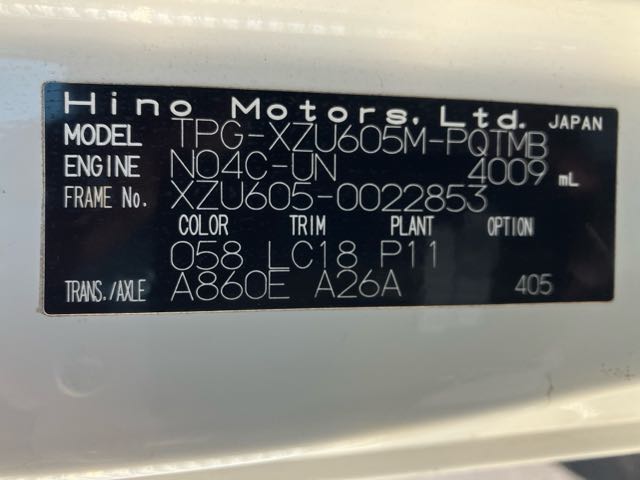 Hino Motors, Ltd. JAPAN
MODEL TPG-XZU605M-PQTMB
ENGINE N04C-UN 4009 mL
FRAME No. XZU605-0022853
COLOR TRIM PLANT OPTION
058 LC18 P11
TRANS./AXLE A860E A26A 405